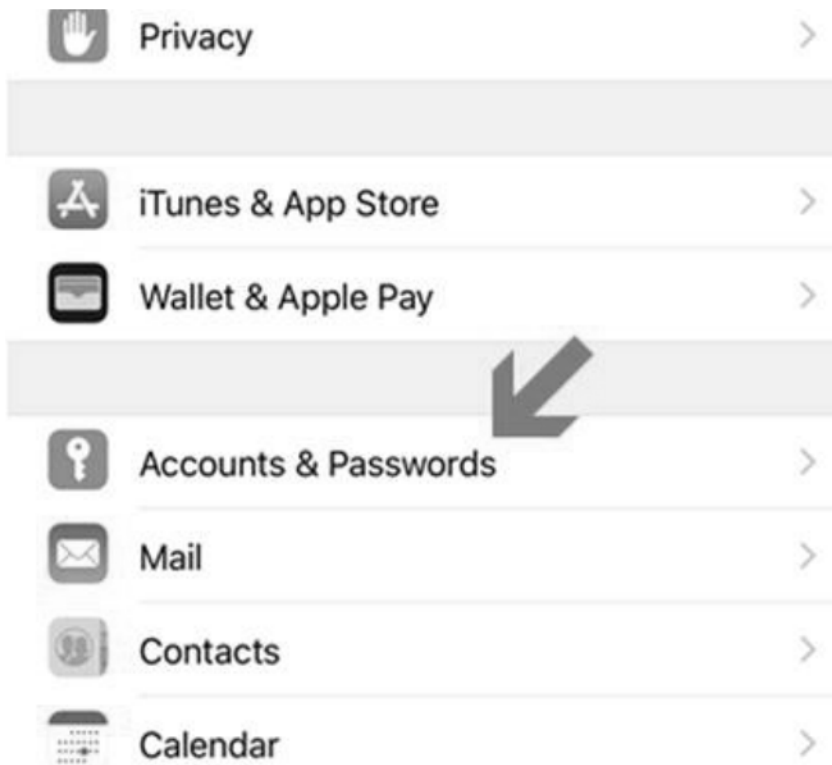 Privacy
iTunes & App Store
Wallet & Apple Pay
Accounts & Passwords
Mail
Contacts
Calendar